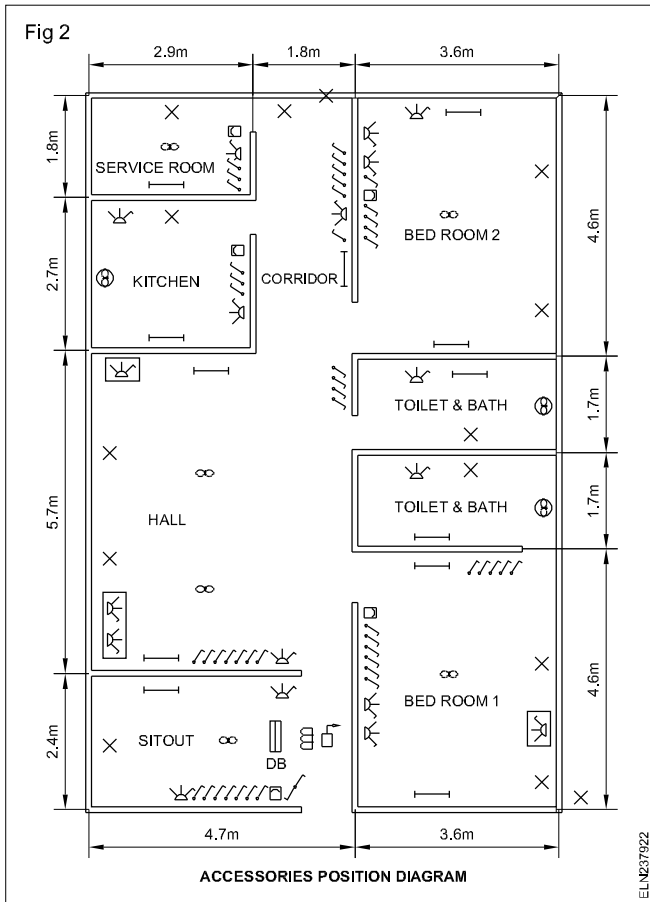 Fig 2
2.9m
1.8m
3.6m
1.8m
SERVICE ROOM
2.7m
KITCHEN
CORRIDOR
BED ROOM 2
4.6m
TOILET & BATH
1.7m
5.7m
HALL
TOILET & BATH
1.7m
2.4m
SITOUT
DB
BED ROOM 1
4.6m
4.7m
3.6m
ACCESSORIES POSITION DIAGRAM
ELN237922